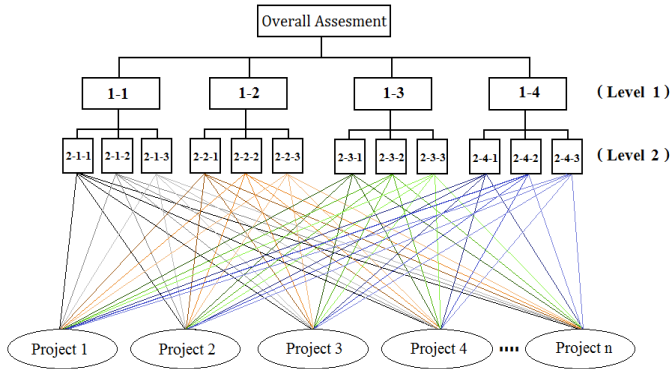 Overall Assesment
1-1 1-2 1-3 1-4 ( Level 1 )
2-1-1 2-1-2 2-1-3 2-2-1 2-2-2 2-2-3 2-3-1 2-3-2 2-3-3 2-4-1 2-4-2 2-4-3 ( Level 2 )
Project 1 Project 2 Project 3 Project 4 .... Project n